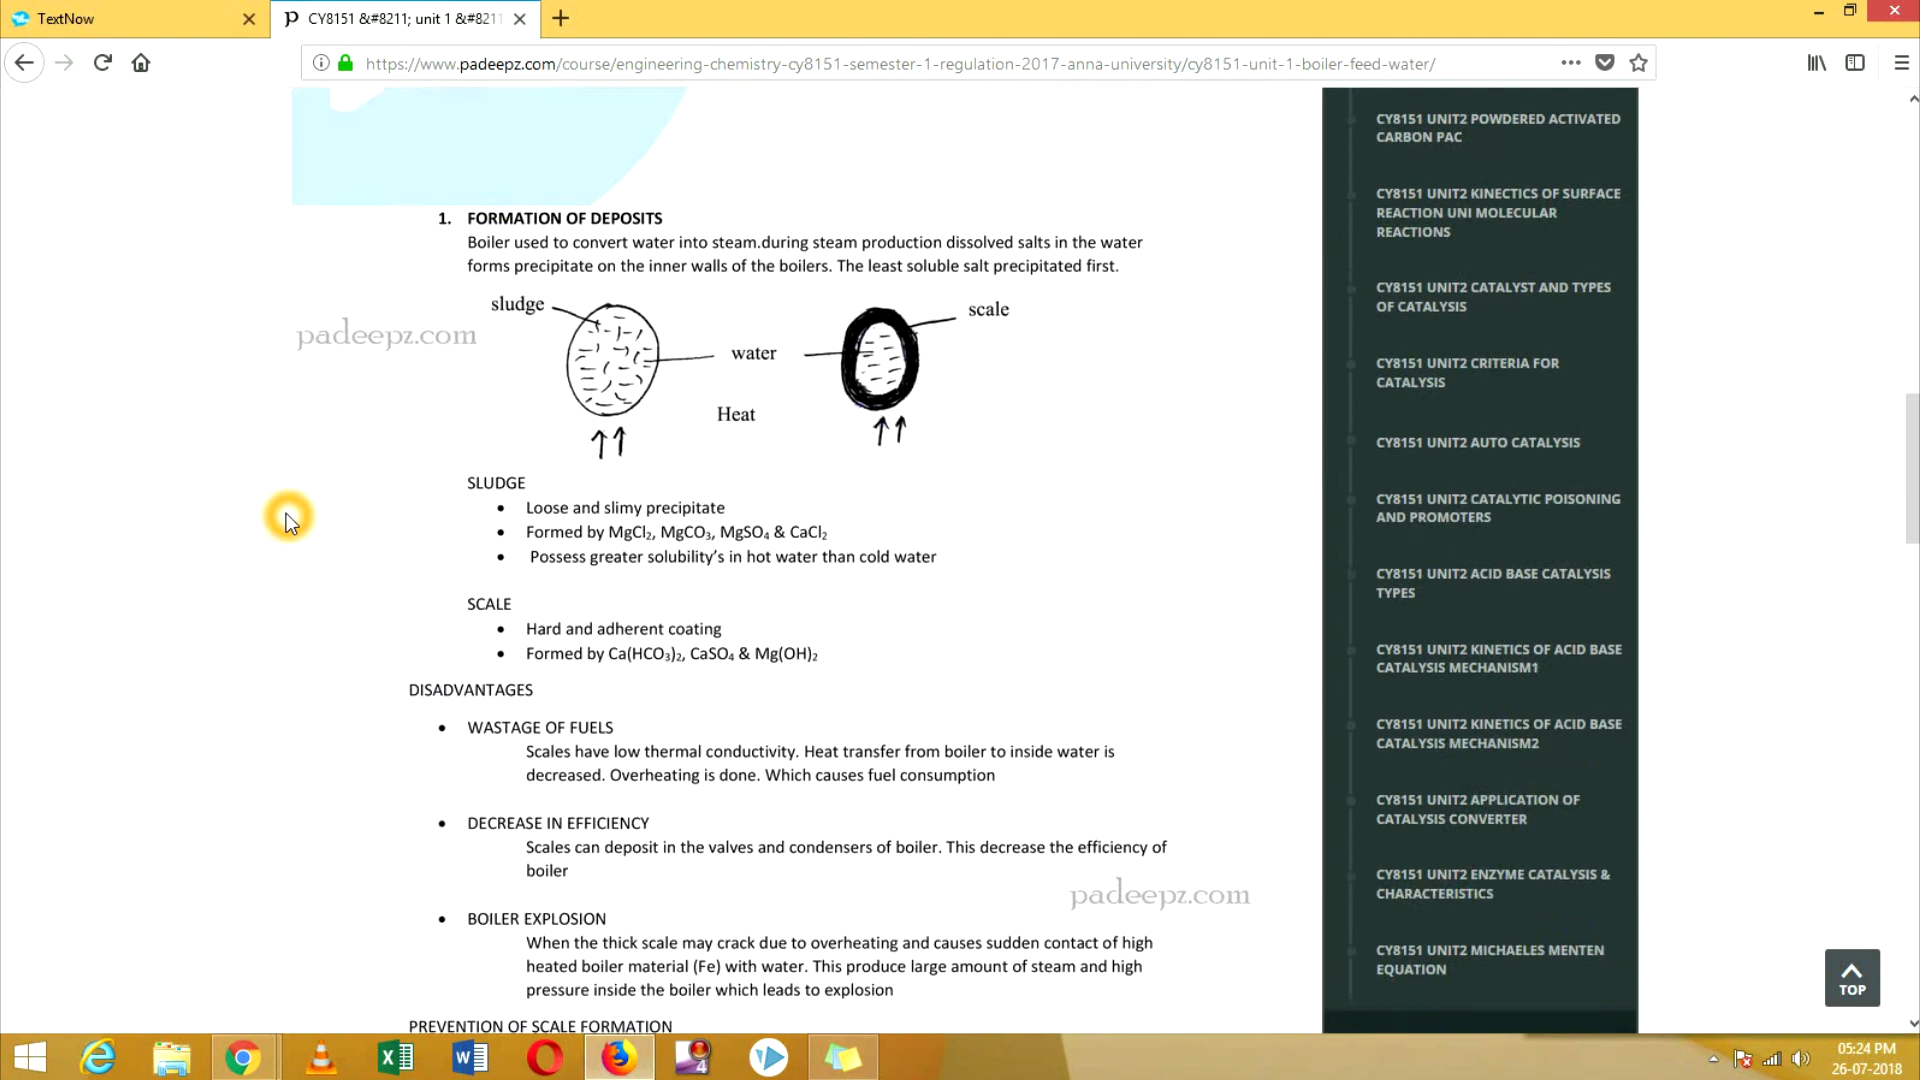 TextNow
CY8151 &#8211; unit 1 &#821
https://www.padeepz.com/course/engineering-chemistry-cy8151-semester-1-regulation-2017-anna-university/cy8151-unit-1-boiler-feed-water/
1. FORMATION OF DEPOSITS
Boiler used to convert water into steam.during steam production dissolved salts in the water
forms precipitate on the inner walls of the boilers. The least soluble salt precipitated first.
sludge
scale
padeepz.com
water
Heat
SLUDGE
• Loose and slimy precipitate
• Formed by MgCl₂, MgCO₃, MgSO₄ & CaCl₂
• Possess greater solubility’s in hot water than cold water
SCALE
• Hard and adherent coating
• Formed by Ca(HCO₃)₂, CaSO₄ & Mg(OH)₂
DISADVANTAGES
• WASTAGE OF FUELS
Scales have low thermal conductivity. Heat transfer from boiler to inside water is
decreased. Overheating is done. Which causes fuel consumption
• DECREASE IN EFFICIENCY
Scales can deposit in the valves and condensers of boiler. This decrease the efficiency of
boiler
padeepz.com
• BOILER EXPLOSION
When the thick scale may crack due to overheating and causes sudden contact of high
heated boiler material (Fe) with water. This produce large amount of steam and high
pressure inside the boiler which leads to explosion
PREVENTION OF SCALE FORMATION
CY8151 UNIT2 POWDERED ACTIVATED
CARBON PAC
CY8151 UNIT2 KINECTICS OF SURFACE
REACTION UNI MOLECULAR
REACTIONS
CY8151 UNIT2 CATALYST AND TYPES
OF CATALYSIS
CY8151 UNIT2 CRITERIA FOR
CATALYSIS
CY8151 UNIT2 AUTO CATALYSIS
CY8151 UNIT2 CATALYTIC POISONING
AND PROMOTERS
CY8151 UNIT2 ACID BASE CATALYSIS
TYPES
CY8151 UNIT2 KINETICS OF ACID BASE
CATALYSIS MECHANISM1
CY8151 UNIT2 KINETICS OF ACID BASE
CATALYSIS MECHANISM2
CY8151 UNIT2 APPLICATION OF
CATALYSIS CONVERTER
CY8151 UNIT2 ENZYME CATALYSIS &
CHARACTERISTICS
CY8151 UNIT2 MICHAELES MENTEN
EQUATION
TOP
4
05:24 PM
26-07-2018